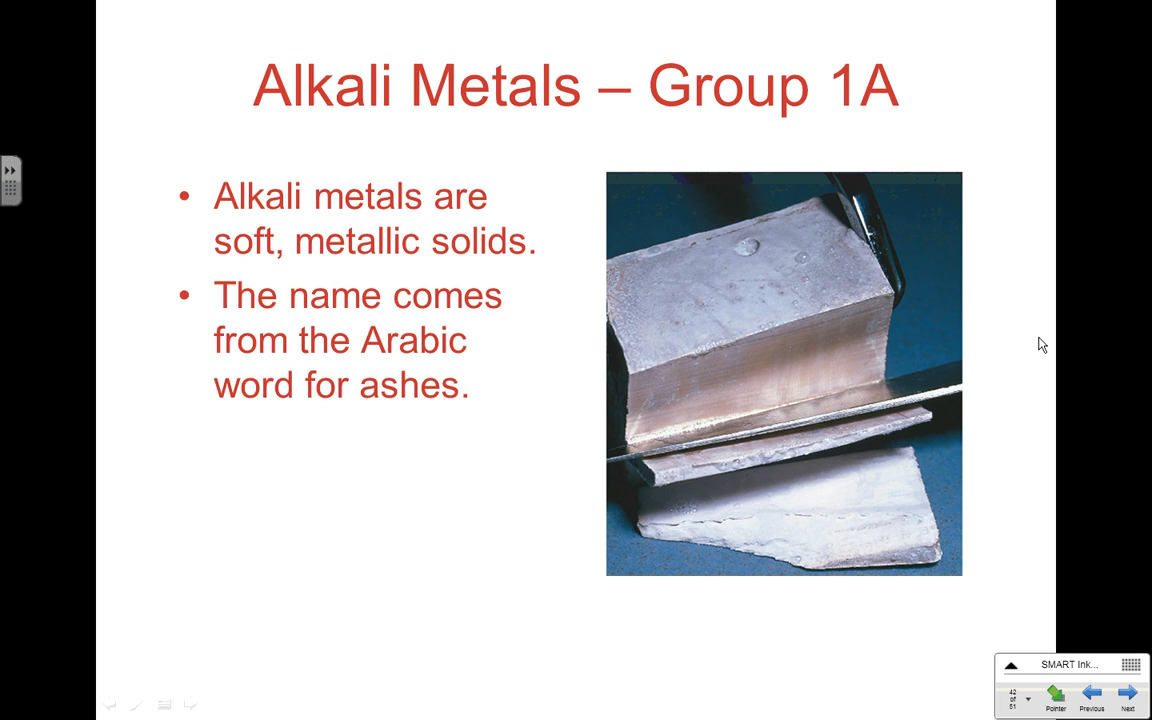 Alkali Metals – Group 1A
• Alkali metals are
soft, metallic solids.
• The name comes
from the Arabic
word for ashes.
SMART Ink...
42
of
51
Pointer
Previous
Next